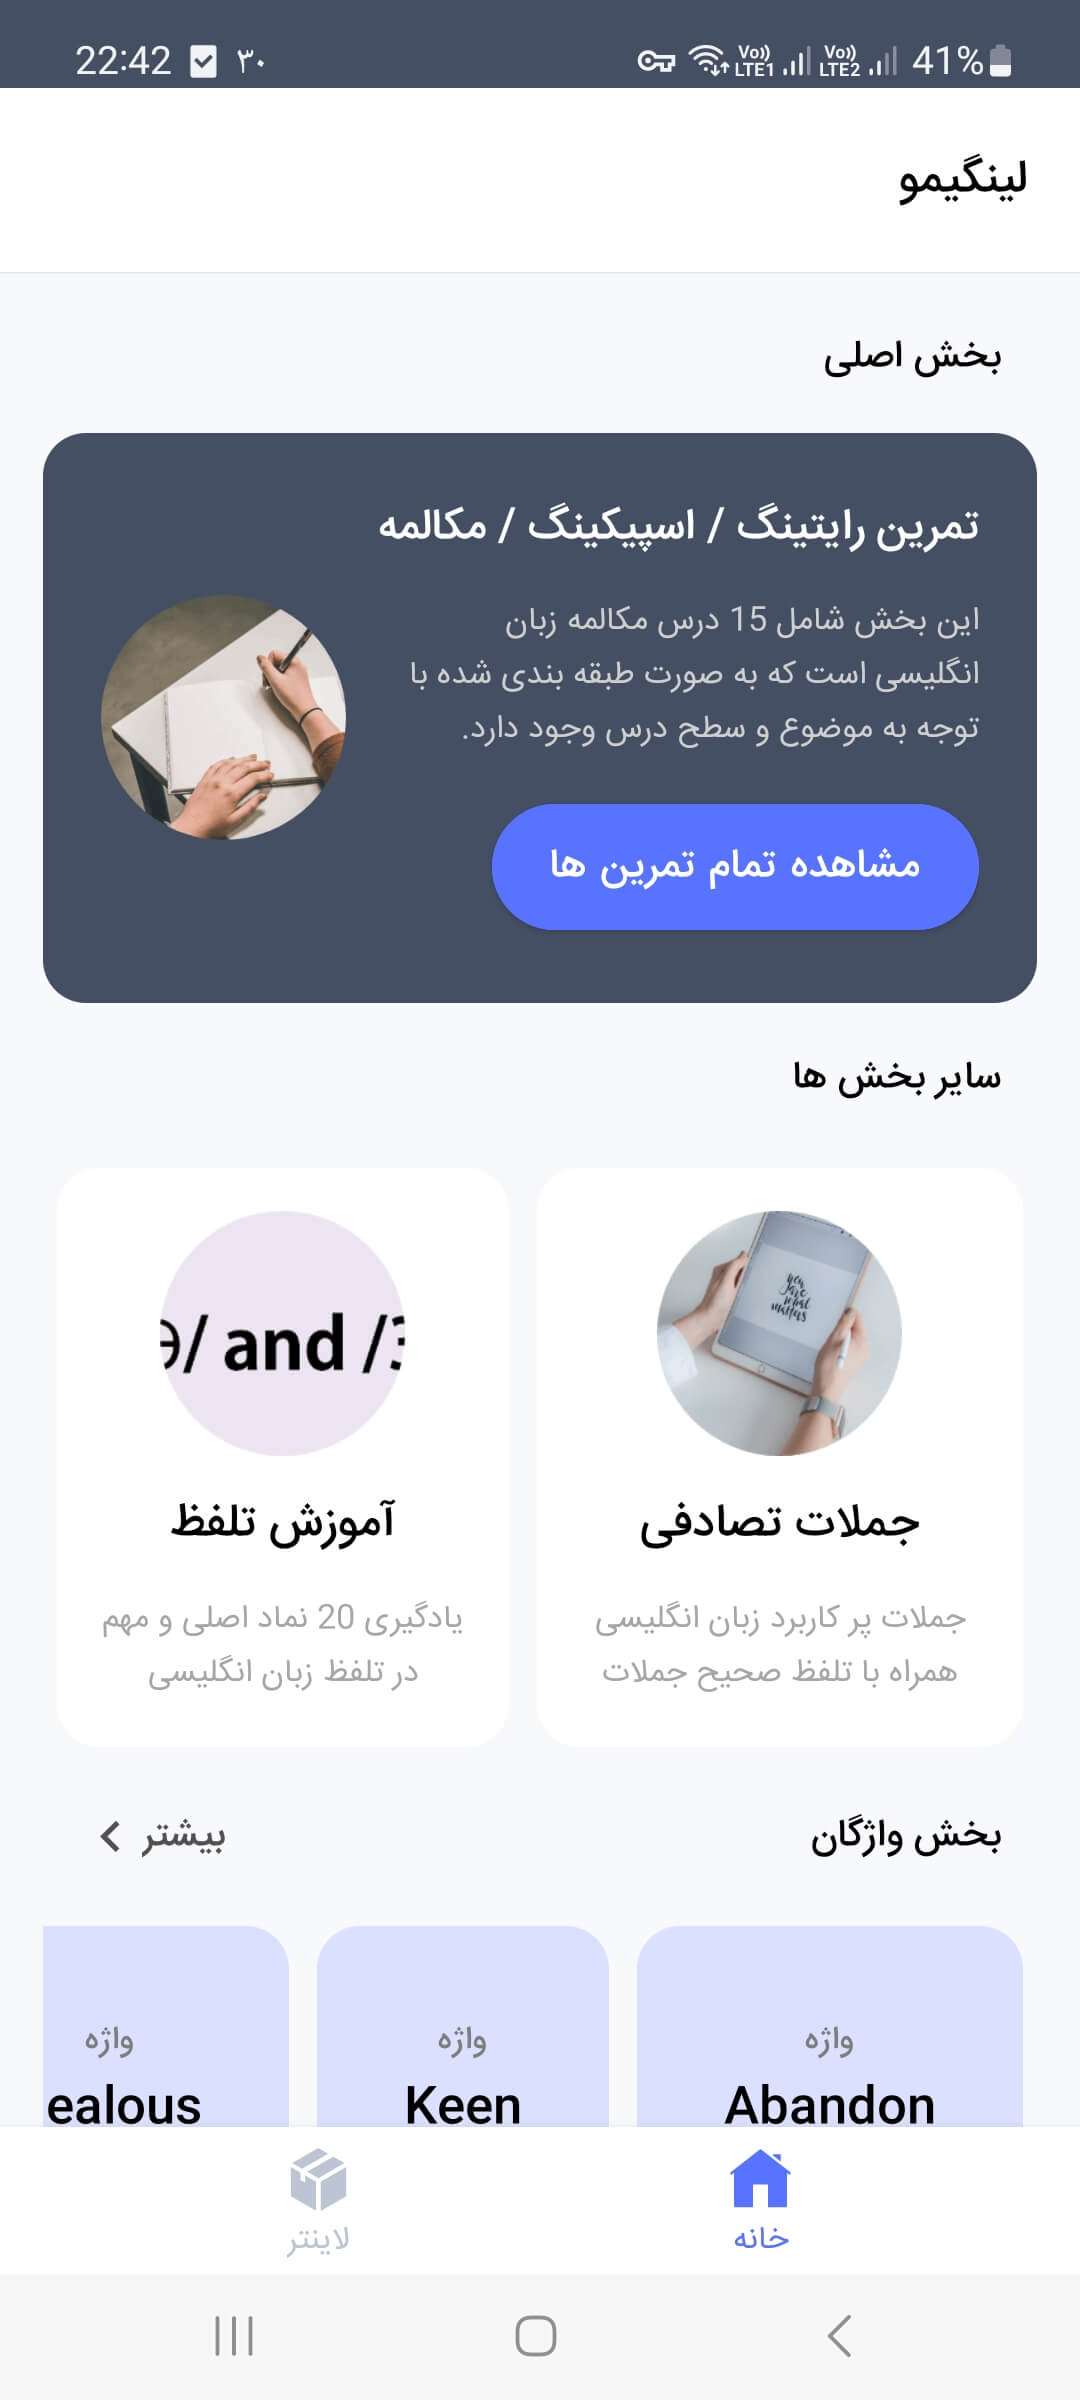 22:42 ۳۰ Vo)) LTE1 Vo)) LTE2 41%
لینگیمو
بخش اصلی
تمرین رایتینگ / اسپیکینگ / مکالمه
این بخش شامل 15 درس مکالمه زبان
انگلیسی است که به صورت طبقه بندی شده با
توجه به موضوع و سطح درس وجود دارد.
مشاهده تمام تمرین ها
سایر بخش ها
you are what matters
جملات تصادفی
جملات پر کاربرد زبان انگلیسی
همراه با تلفظ صحیح جملات
/ and /
آموزش تلفظ
یادگیری 20 نماد اصلی و مهم
در تلفظ زبان انگلیسی
بخش واژگان
بیشتر
واژه
Abandon
واژه
Keen
واژه
ealous
خانه
لاینتر